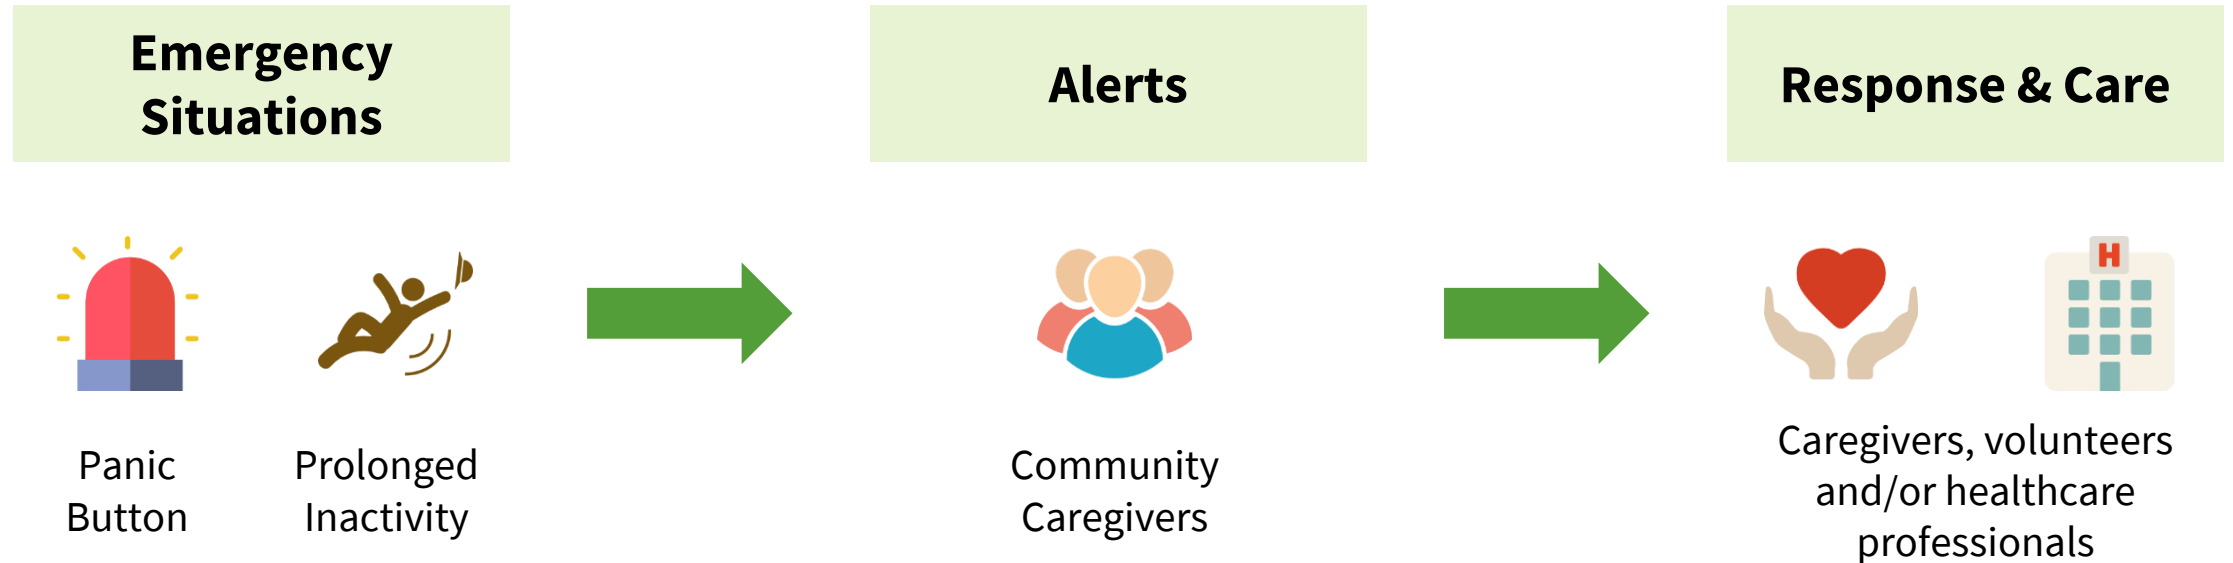 Emergency
Situations
Alerts
Response & Care
H
Panic
Button
Prolonged
Inactivity
Community
Caregivers
Caregivers, volunteers
and/or healthcare
professionals